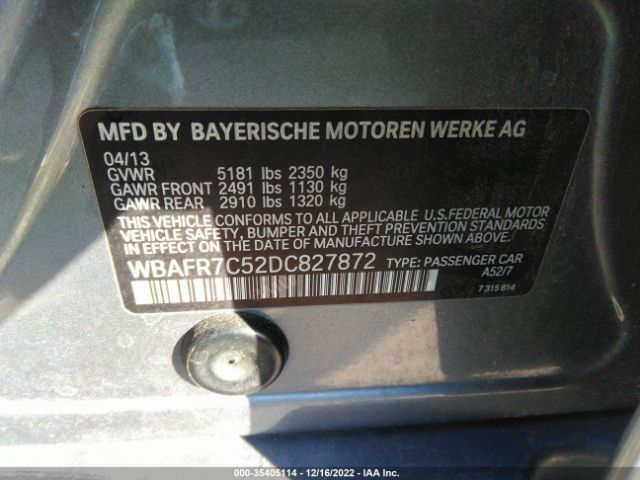 MFD BY BAYERISCHE MOTOREN WERKE AG
04/13
GVWR 5181 lbs 2350 kg
GAWR FRONT 2491 lbs 1130 kg
GAWR REAR 2910 lbs 1320 kg
THIS VEHICLE CONFORMS TO ALL APPLICABLE U.S.FEDERAL MOTOR
VEHICLE SAFETY, BUMPER AND THEFT PREVENTION STANDARDS
IN EFFECT ON THE DATE OF MANUFACTURE SHOWN ABOVE.
WBAFR7C52DC827872 TYPE: PASSENGER CAR
A52/7
7 315 814
000-35405114 - 12/16/2022 - IAA Inc.